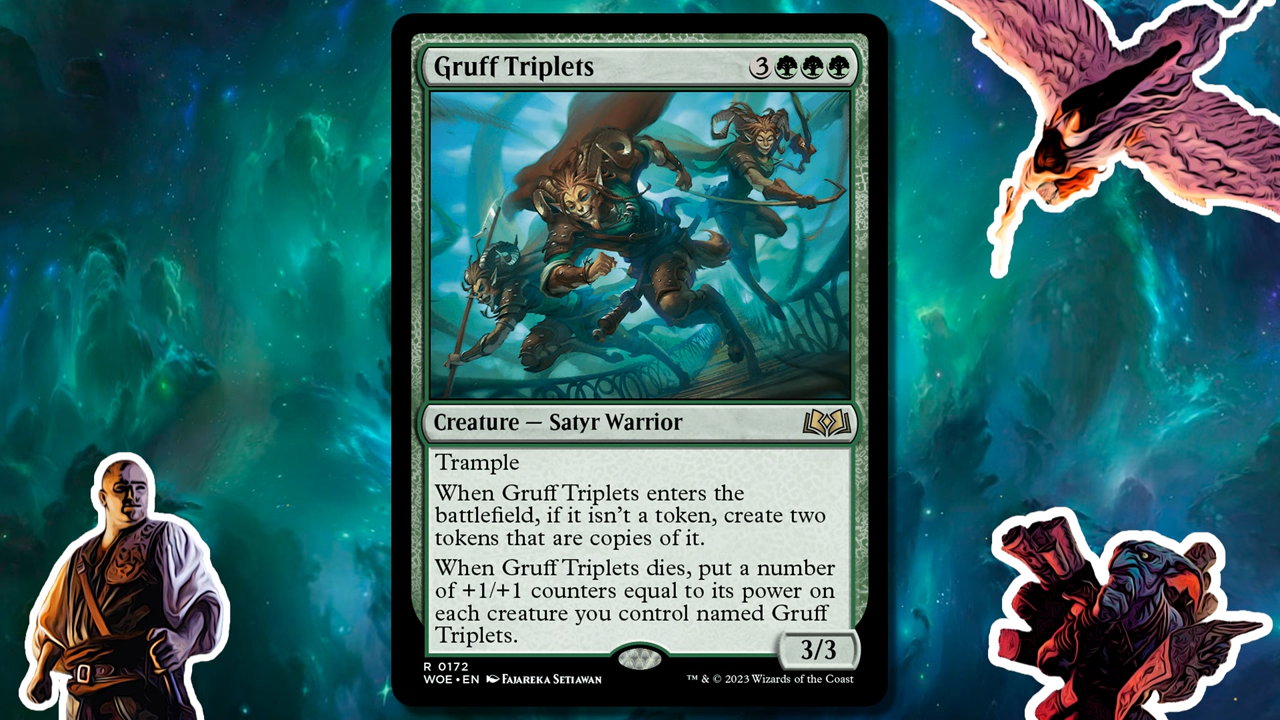 Gruff Triplets 3
Creature — Satyr Warrior
Trample
When Gruff Triplets enters the
battlefield, if it isn't a token, create two
tokens that are copies of it.
When Gruff Triplets dies, put a number
of +1/+1 counters equal to its power on
each creature you control named Gruff
Triplets.
3/3
R 0172
WOE • EN Fajareka Setiawan ™ & © 2023 Wizards of the Coast